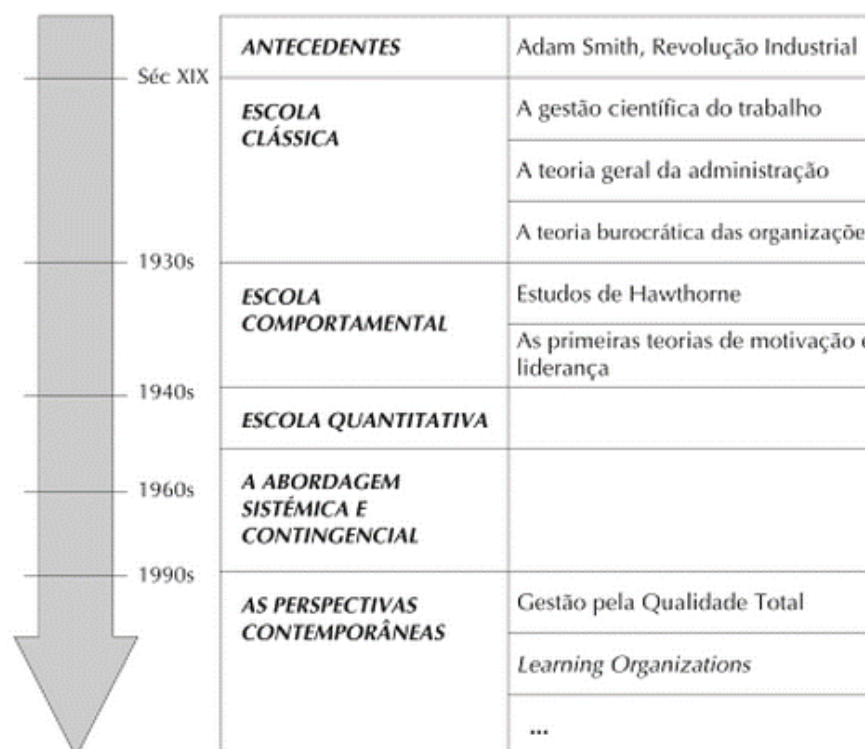 ANTECEDENTES
Adam Smith, Revolução Industrial
Séc XIX
ESCOLA
CLÁSSICA
A gestão científica do trabalho
A teoria geral da administração
A teoria burocrática das organizaçõe
1930s
ESCOLA
COMPORTAMENTAL
Estudos de Hawthorne
As primeiras teorias de motivação e
liderança
1940s
ESCOLA QUANTITATIVA
1960s
A ABORDAGEM
SISTÉMICA E
CONTINGENCIAL
1990s
AS PERSPECTIVAS
CONTEMPORÂNEAS
Gestão pela Qualidade Total
Learning Organizations
...